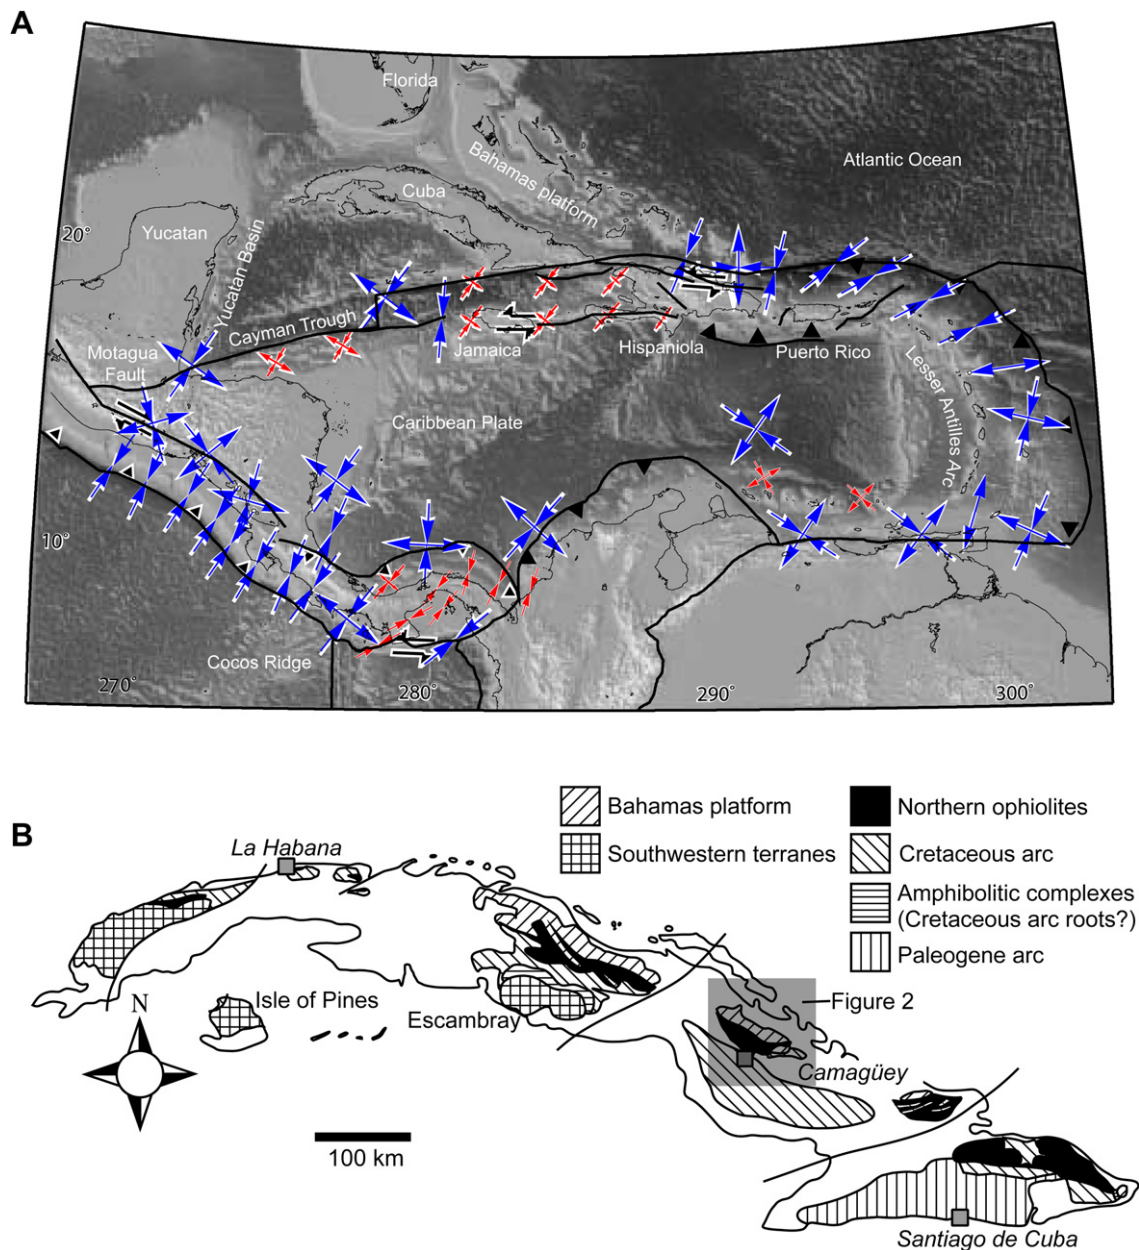 A
Florida
Bahamas platform
Atlantic Ocean
Cuba
20°
Yucatan
Yucatan Basin
Cayman Trough
Motagua
Fault
Jamaica
Hispaniola
Puerto Rico
Lesser Antilles Arc
Caribbean Plate
10°
Cocos Ridge
270°
280°
290°
300°
B
Bahamas platform
Southwestern terranes
Northern ophiolites
Cretaceous arc
Amphibolitic complexes
(Cretaceous arc roots?)
Paleogene arc
La Habana
N
Isle of Pines
Escambray
Figure 2
Camagüey
100 km
Santiago de Cuba